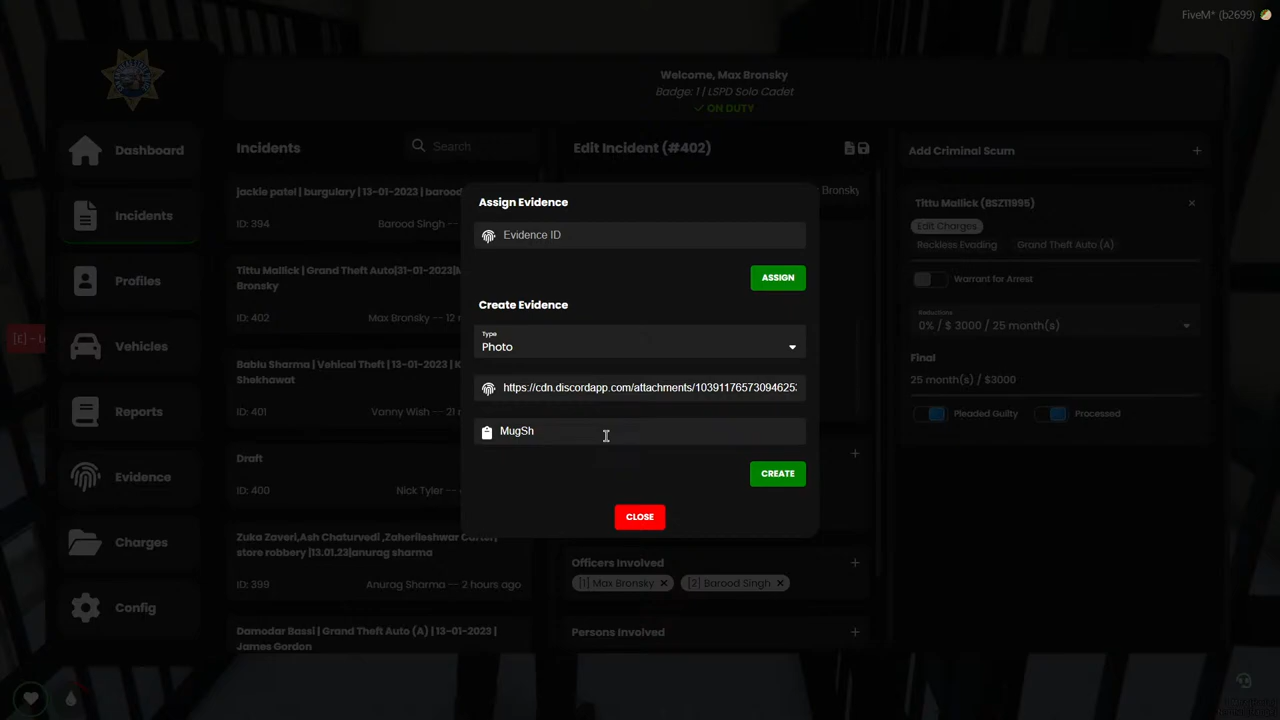 FiveM* (b2699)
Welcome, Max Bronsky
Badge: 1 | LSPD Solo Cadet
ON DUTY
Dashboard
Incidents
Profiles
Vehicles
Reports
Evidence
Charges
Config
[E] - L
Incidents
Search
jackie patel | burgulary | 13-01-2023 | barood
ID: 394
Barood Singh --
Tittu Mallick | Grand Theft Auto|31-01-2023|M
Bronsky
ID: 402
Max Bronsky -- 12 m
Bablu Sharma | Vehical Theft | 13-01-2023 | K
Shekhawat
ID: 401
Vanny Wish -- 21 m
Draft
ID: 400
Nick Tyler --
Zuka Zaveri,Ash Chaturvedi ,Zaherileshwar Carter|
store robbery |13.01.23|anurag sharma
ID: 399
Anurag Sharma -- 2 hours ago
Damodar Bassi | Grand Theft Auto (A) | 13-01-2023 |
James Gordon
Edit Incident (#402)
Bronsky
Assign Evidence
Evidence ID
ASSIGN
Create Evidence
Type
Photo
https://cdn.discordapp.com/attachments/10391176573094625
MugSh
CREATE
CLOSE
Officers Involved
[1] Max Bronsky
[2] Barood Singh
Persons Involved
Add Criminal Scum
Tittu Mallick (BSZ11995)
Edit Charges
Reckless Evading
Grand Theft Auto (A)
Warrant for Arrest
Reductions
0% / $ 3000 / 25 month(s)
Final
25 month(s) / $3000
Pleaded Guilty
Processed